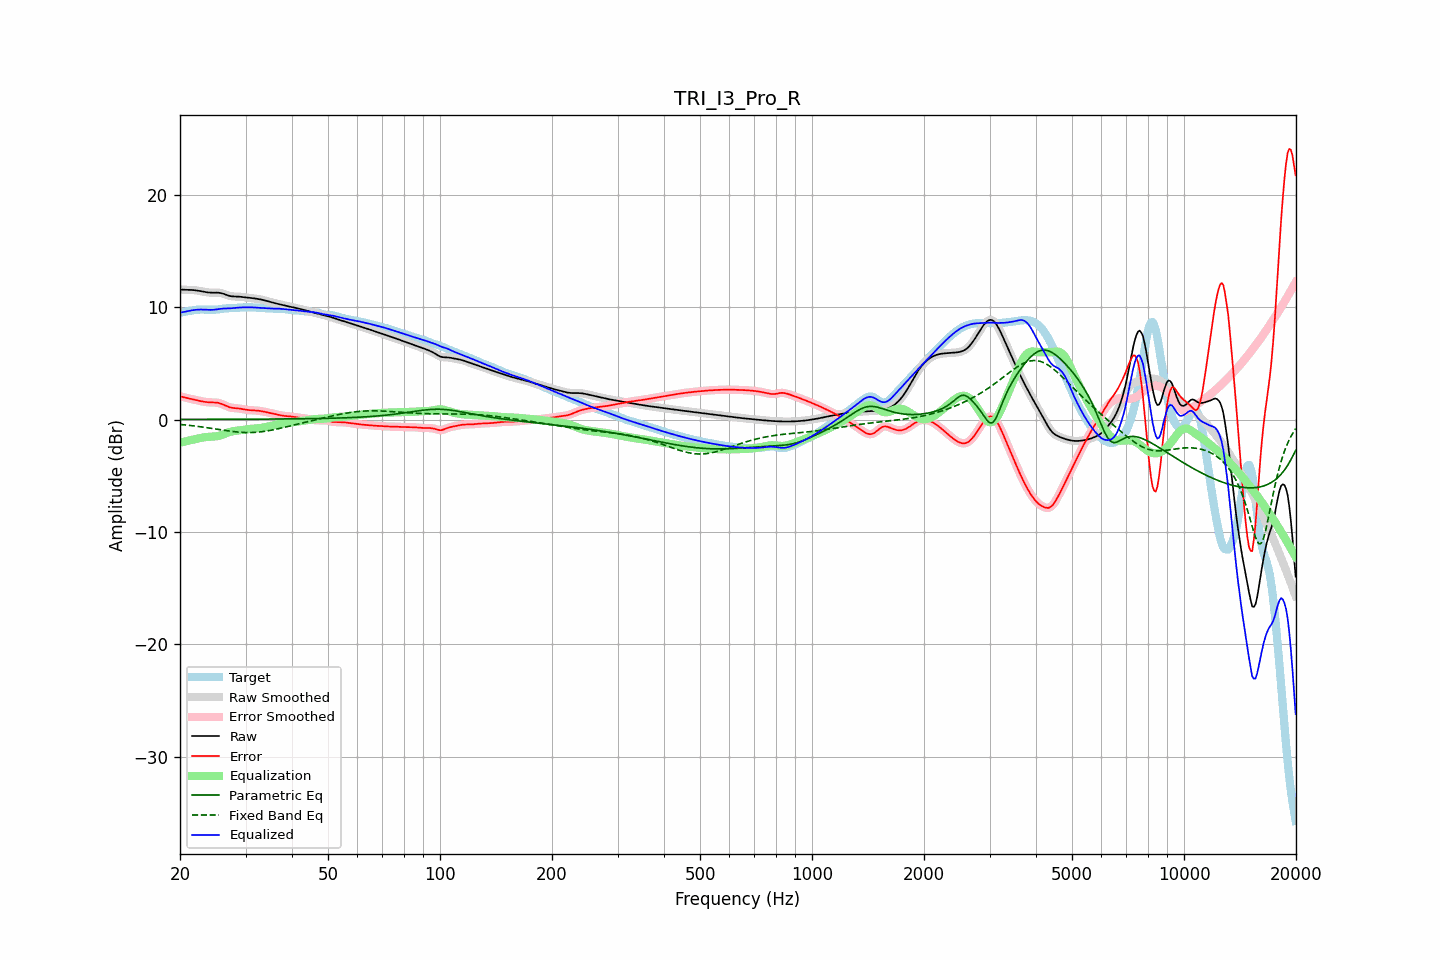 TRI_I3_Pro_R
Amplitude (dBr)
20
10
0
−10
−20
−30
Target
Raw Smoothed
Error Smoothed
Raw
Error
Equalization
Parametric Eq
Fixed Band Eq
Equalized
20 50 100 200 500 1000 2000 5000 10000 20000
Frequency (Hz)